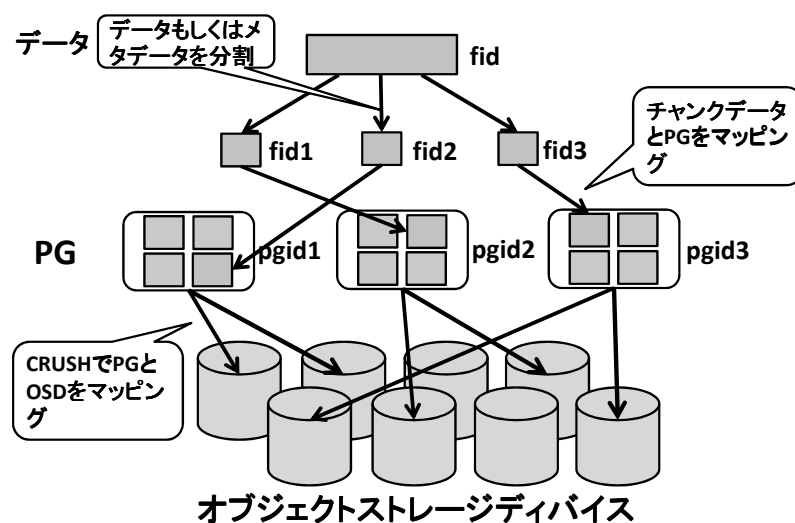 データ
データもしくはメ
タデータを分割
fid
fid1
fid2
fid3
チャンクデータ
とPGをマッピン
グ
PG
pgid1
pgid2
pgid3
CRUSHでPGと
OSDをマッピン
グ
オブジェクトストレージディバイス